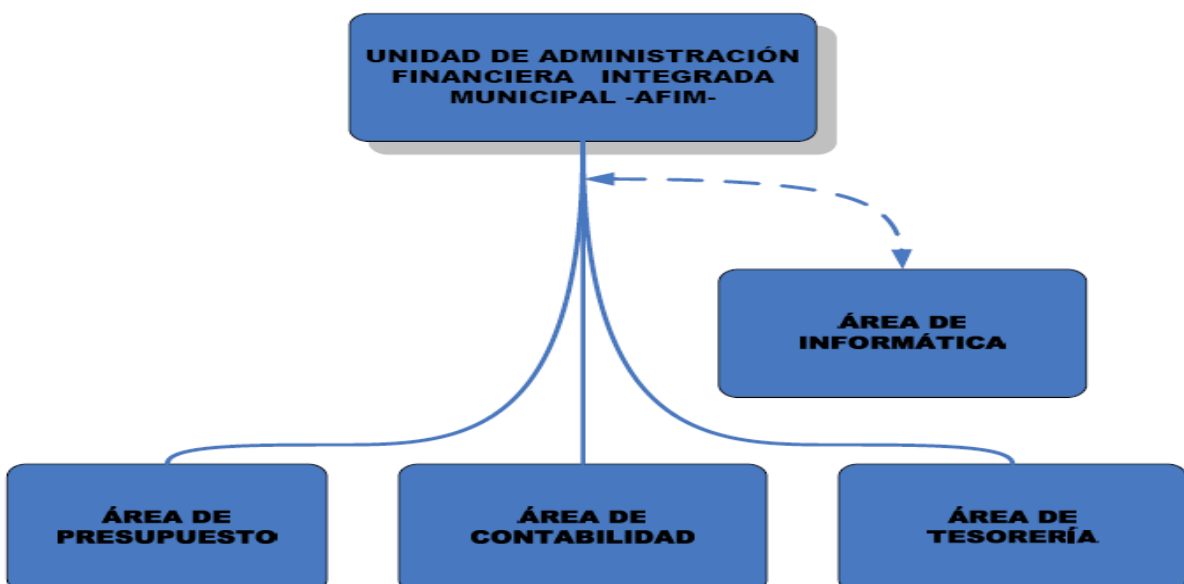 UNIDAD DE ADMINISTRACIÓN
FINANCIERA INTEGRADA
MUNICIPAL -AFIM-
ÁREA DE
INFORMÁTICA
ÁREA DE
PRESUPUESTO
ÁREA DE
CONTABILIDAD
ÁREA DE
TESORERÍA